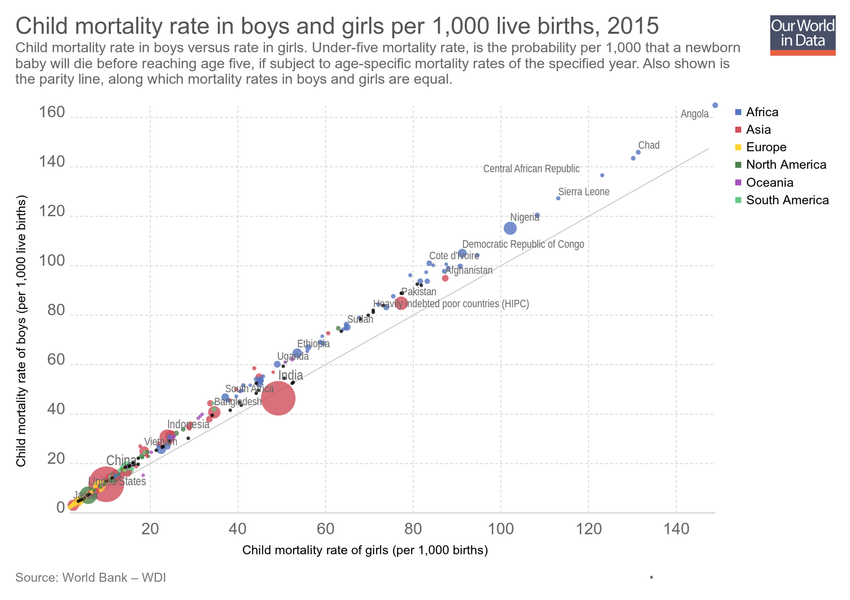 Child mortality rate in boys and girls per 1,000 live births, 2015
Our World
in Data
Child mortality rate in boys versus rate in girls. Under-five mortality rate, is the probability per 1,000 that a newborn
baby will die before reaching age five, if subject to age-specific mortality rates of the specified year. Also shown is
the parity line, along which mortality rates in boys and girls are equal.
Africa
Asia
Europe
North America
Oceania
South America
Child mortality rate of boys (per 1,000 live births)
160
140
120
100
80
60
40
20
0
Angola
Chad
Central African Republic
Sierra Leone
Nigeria
Democratic Republic of Congo
Cote d'Ivoire
Afghanistan
Pakistan
Heavily indebted poor countries (HIPC)
Sudan
Ethiopia
Uganda
India
South Africa
Bangladesh
Indonesia
Vietnam
China
United States
20
40
60
80
100
120
140
Child mortality rate of girls (per 1,000 births)
Source: World Bank – WDI